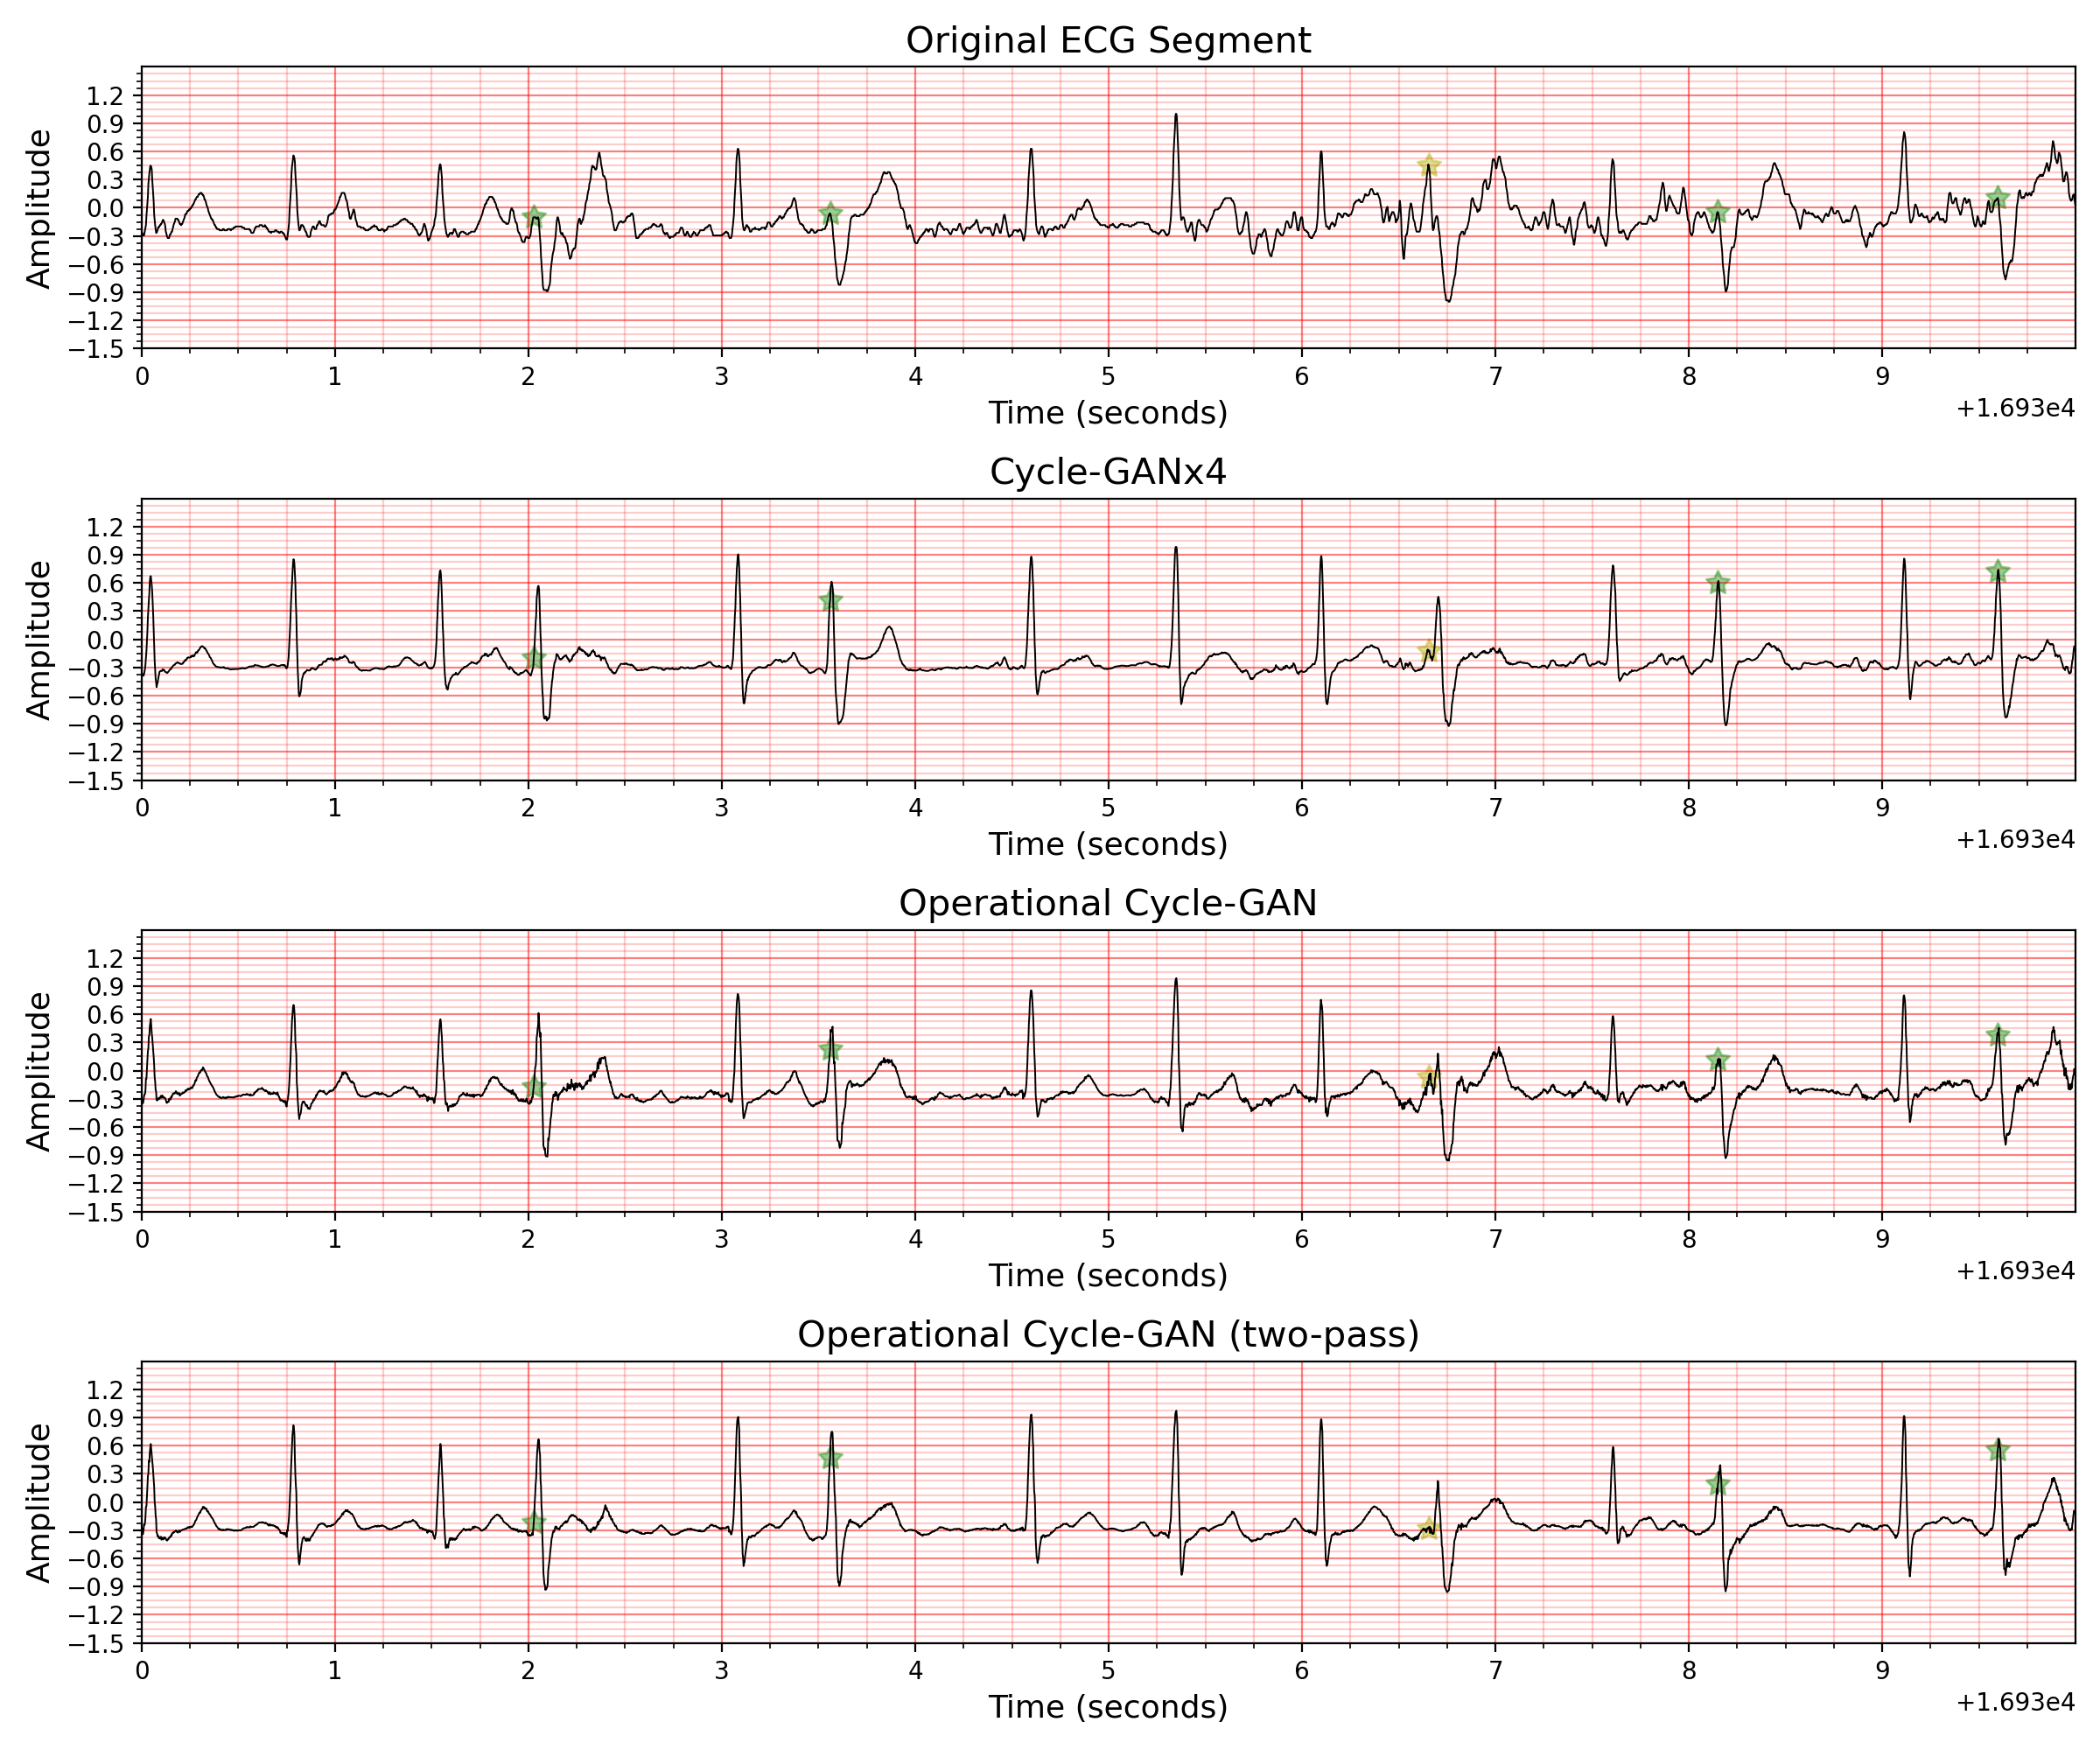 Original ECG Segment
1.2
0.9
0.6
0.3
0.0
−0.3
−0.6
−0.9
−1.2
−1.5
Amplitude
0 1 2 3 4 5 6 7 8 9
Time (seconds)
+1.693e4
Cycle-GANx4
1.2
0.9
0.6
0.3
0.0
−0.3
−0.6
−0.9
−1.2
−1.5
Amplitude
0 1 2 3 4 5 6 7 8 9
Time (seconds)
+1.693e4
Operational Cycle-GAN
1.2
0.9
0.6
0.3
0.0
−0.3
−0.6
−0.9
−1.2
−1.5
Amplitude
0 1 2 3 4 5 6 7 8 9
Time (seconds)
+1.693e4
Operational Cycle-GAN (two-pass)
1.2
0.9
0.6
0.3
0.0
−0.3
−0.6
−0.9
−1.2
−1.5
Amplitude
0 1 2 3 4 5 6 7 8 9
Time (seconds)
+1.693e4